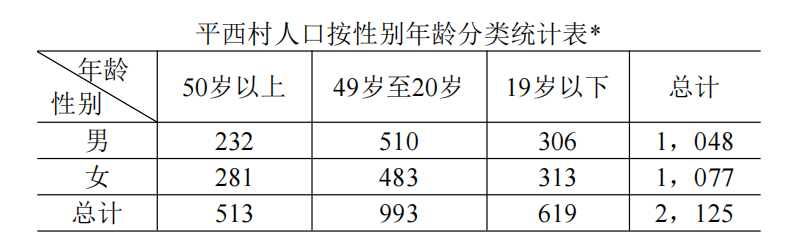 平西村人口按性别年龄分类统计表*
年龄
性别
50岁以上 49岁至20岁 19岁以下 总计
男 232 510 306 1，048
女 281 483 313 1，077
总计 513 993 619 2，125